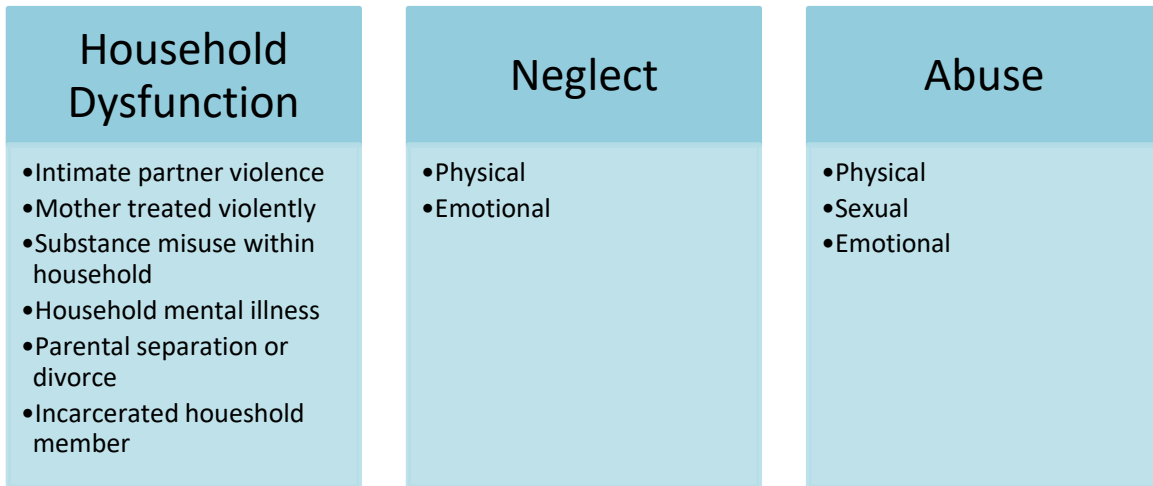 Household
Dysfunction
•Intimate partner violence
•Mother treated violently
•Substance misuse within
household
•Household mental illness
•Parental separation or
divorce
•Incarcerated houeshold
member
Neglect
•Physical
•Emotional
Abuse
•Physical
•Sexual
•Emotional